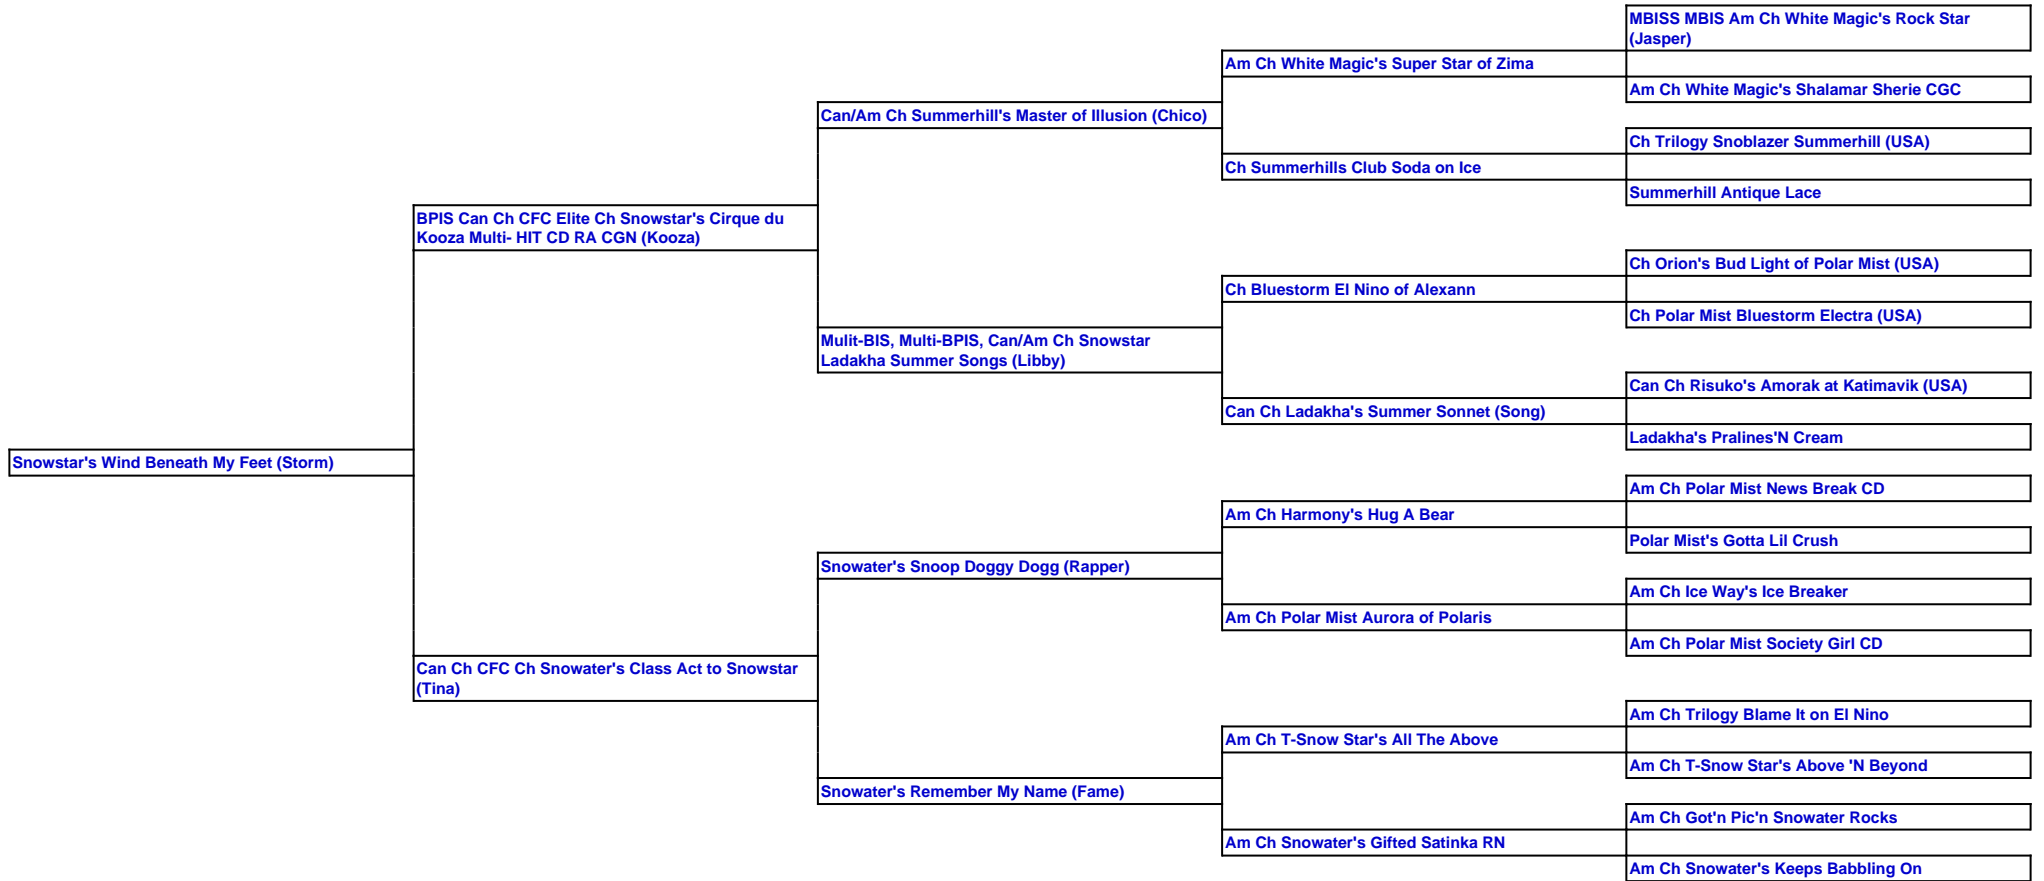 MBISS MBIS Am Ch White Magic's Rock Star
(Jasper)
Am Ch White Magic's Super Star of Zima
Am Ch White Magic's Shalamar Sherie CGC
Can/Am Ch Summerhill's Master of Illusion (Chico)
Ch Trilogy Snoblazer Summerhill (USA)
Ch Summerhills Club Soda on Ice
Summerhill Antique Lace
BPIS Can Ch CFC Elite Ch Snowstar's Cirque du
Kooza Multi- HIT CD RA CGN (Kooza)
Ch Orion's Bud Light of Polar Mist (USA)
Ch Bluestorm El Nino of Alexann
Ch Polar Mist Bluestorm Electra (USA)
Mulit-BIS, Multi-BPIS, Can/Am Ch Snowstar
Ladakha Summer Songs (Libby)
Can Ch Risuko's Amorak at Katimavik (USA)
Can Ch Ladakha's Summer Sonnet (Song)
Ladakha's Pralines'N Cream
Snowstar's Wind Beneath My Feet (Storm)
Am Ch Polar Mist News Break CD
Am Ch Harmony's Hug A Bear
Polar Mist's Gotta Lil Crush
Snowater's Snoop Doggy Dogg (Rapper)
Am Ch Ice Way's Ice Breaker
Am Ch Polar Mist Aurora of Polaris
Am Ch Polar Mist Society Girl CD
Can Ch CFC Ch Snowater's Class Act to Snowstar
(Tina)
Am Ch Trilogy Blame It on El Nino
Am Ch T-Snow Star's All The Above
Am Ch T-Snow Star's Above 'N Beyond
Snowater's Remember My Name (Fame)
Am Ch Got'n Pic'n Snowater Rocks
Am Ch Snowater's Gifted Satinka RN
Am Ch Snowater's Keeps Babbling On